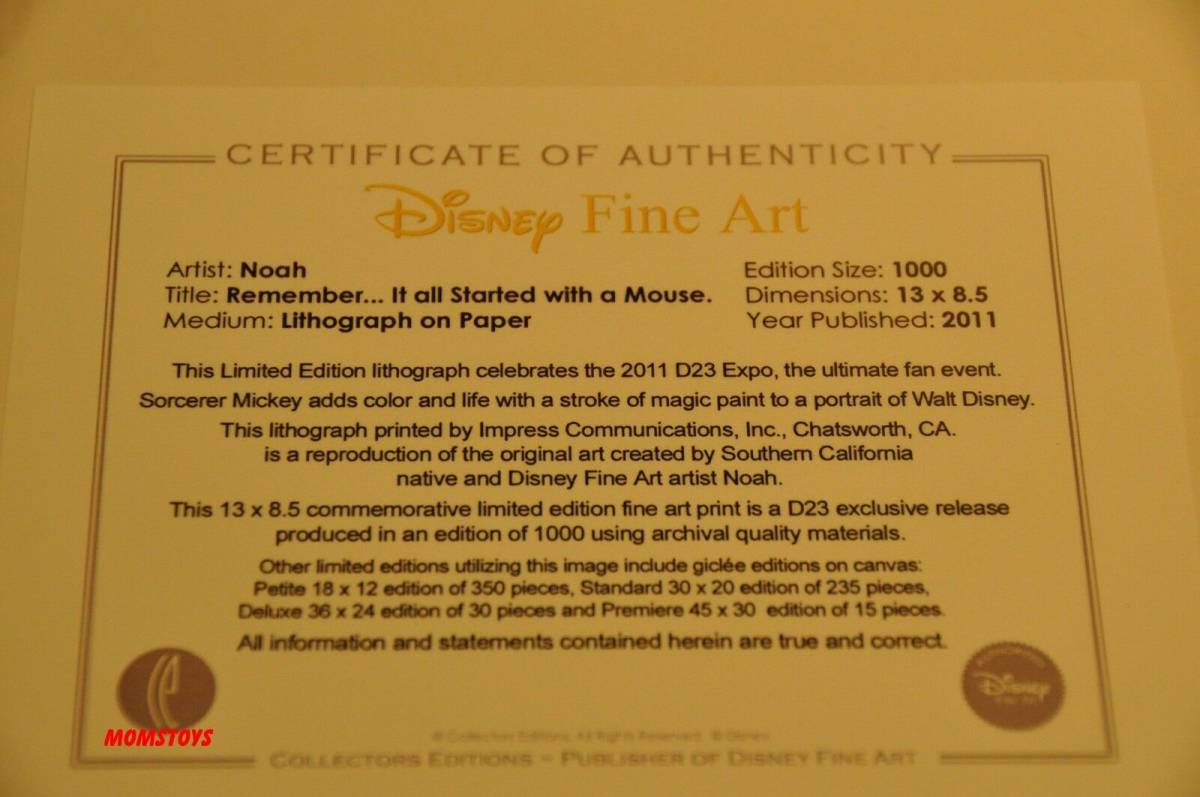 CERTIFICATE OF AUTHENTICITY
Disney Fine Art
Artist: Noah
Title: Remember... It all Started with a Mouse.
Medium: Lithograph on Paper
Edition Size: 1000
Dimensions: 13 x 8.5
Year Published: 2011
This Limited Edition lithograph celebrates the 2011 D23 Expo, the ultimate fan event.
Sorcerer Mickey adds color and life with a stroke of magic paint to a portrait of Walt Disney.
This lithograph printed by Impress Communications, Inc., Chatsworth, CA.
is a reproduction of the original art created by Southern California
native and Disney Fine Art artist Noah.
This 13 x 8.5 commemorative limited edition fine art print is a D23 exclusive release
produced in an edition of 1000 using archival quality materials.
Other limited editions utilizing this image include giclée editions on canvas:
Petite 18 x 12 edition of 350 pieces, Standard 30 x 20 edition of 235 pieces,
Deluxe 36 x 24 edition of 30 pieces and Premiere 45 x 30 edition of 15 pieces.
All information and statements contained herein are true and correct.
Disney
MOMSTOYS
© Collectors Editions. All Rights Reserved. © Disney
COLLECTORS EDITIONS ~ PUBLISHER OF DISNEY FINE ART